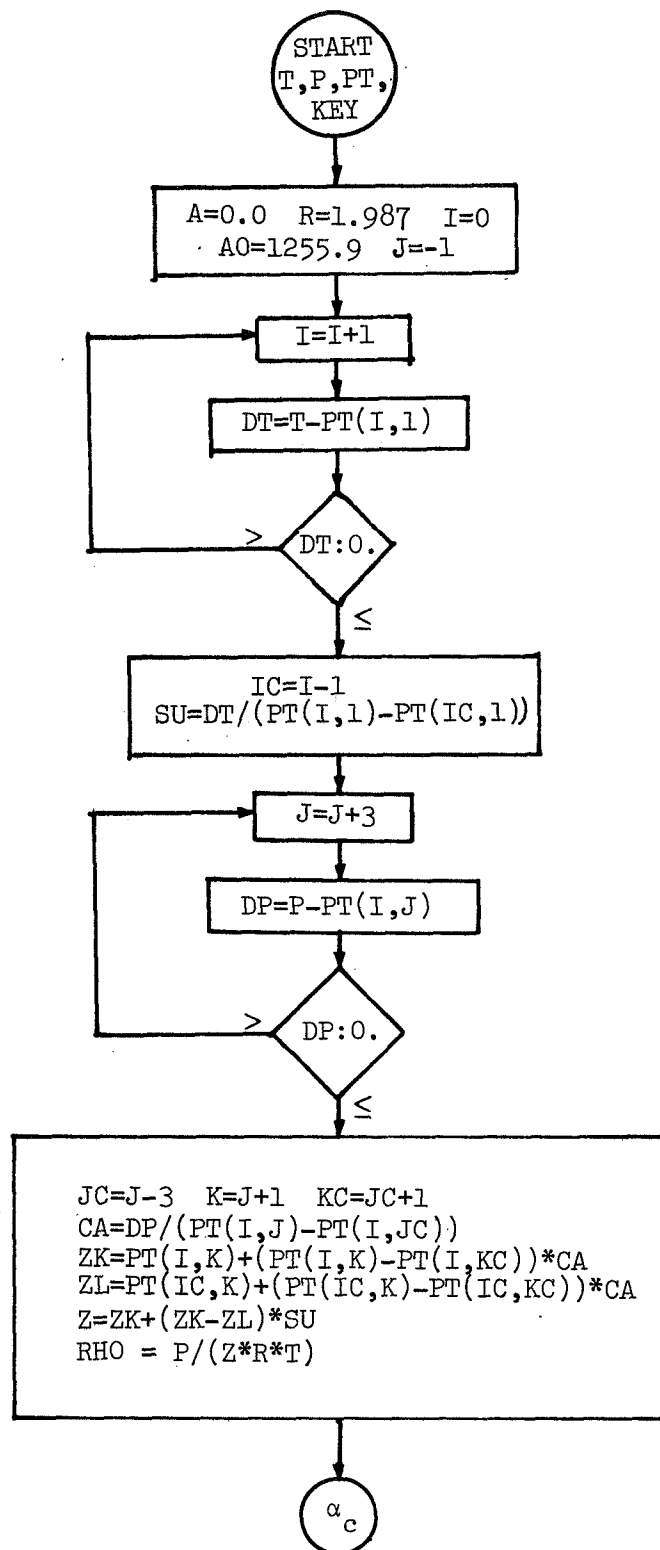 START
T,P,PT,
KEY
A=0.0 R=1.987 I=0
AO=1255.9 J=-1
I=I+1
DT=T-PT(I,1)
>
DT:0.
≤
IC=I-1
SU=DT/(PT(I,1)-PT(IC,1))
J=J+3
DP=P-PT(I,J)
>
DP:0.
≤
JC=J-3 K=J+1 KC=JC+1
CA=DP/(PT(I,J)-PT(I,JC))
ZK=PT(I,K)+(PT(I,K)-PT(I,KC))*CA
ZL=PT(IC,K)+(PT(IC,K)-PT(IC,KC))*CA
Z=ZK+(ZK-ZL)*SU
RHO = P/(Z*R*T)
αc